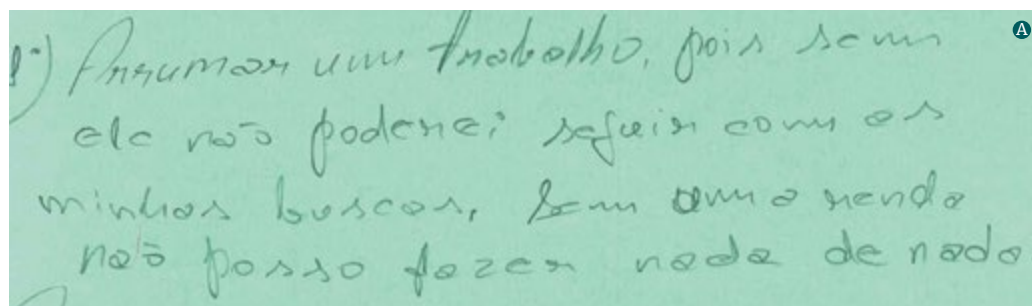 1º) Arrumar um trabalho, pois sem
ele não poderei seguir com as
minhas buscas, Sem uma renda
não posso fazer nada de nada
A